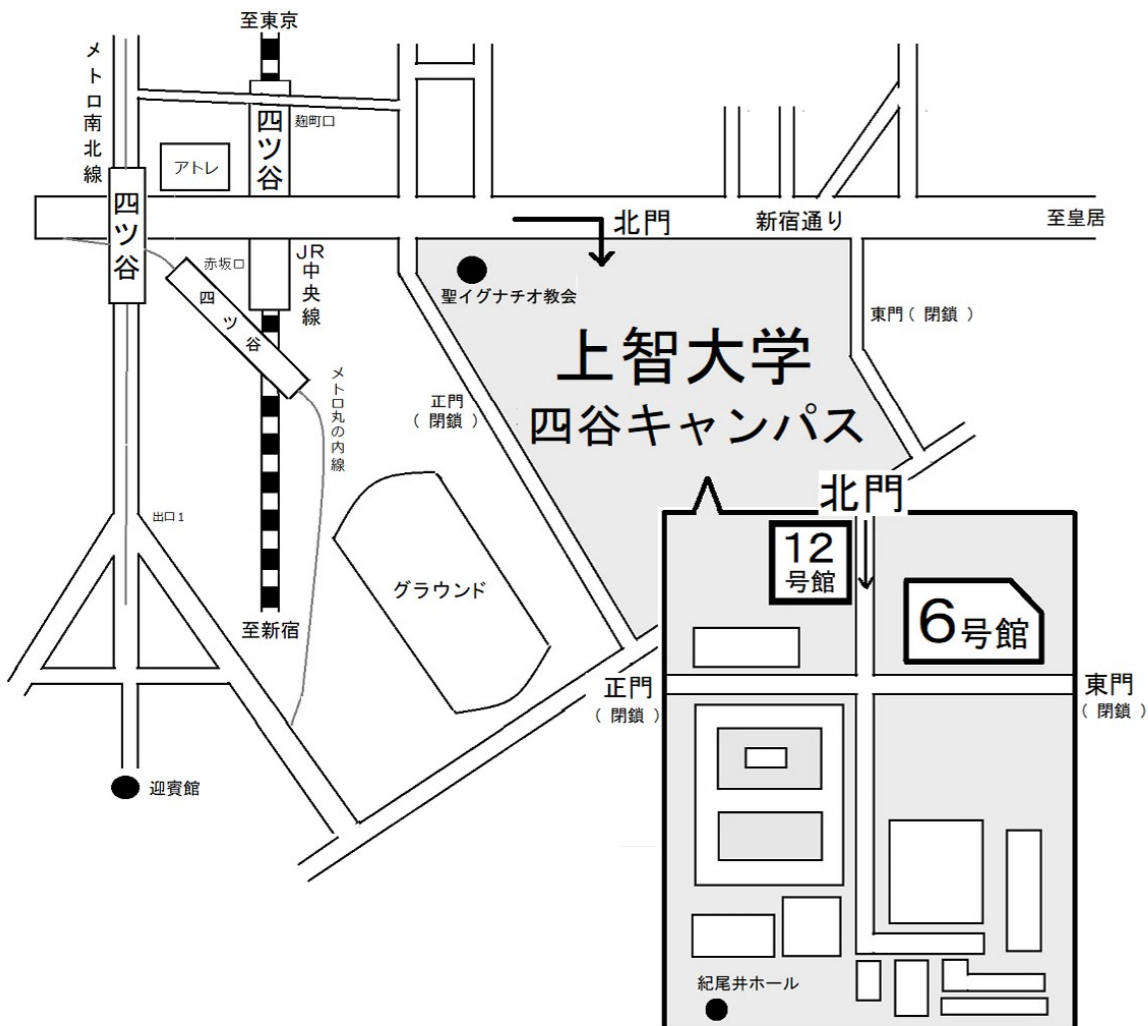 至東京
メトロ南北線
四ツ谷
麹町口
アトレ
四ツ谷
北門
新宿通り
至皇居
赤坂口
JR中央線
四ツ谷
聖イグナチオ教会
東門（閉鎖）
上智大学
四谷キャンパス
メトロ丸の内線
正門
（閉鎖）
出口1
グラウンド
至新宿
迎賓館
北門
12
号館
6号館
正門
（閉鎖）
東門
（閉鎖）
紀尾井ホール